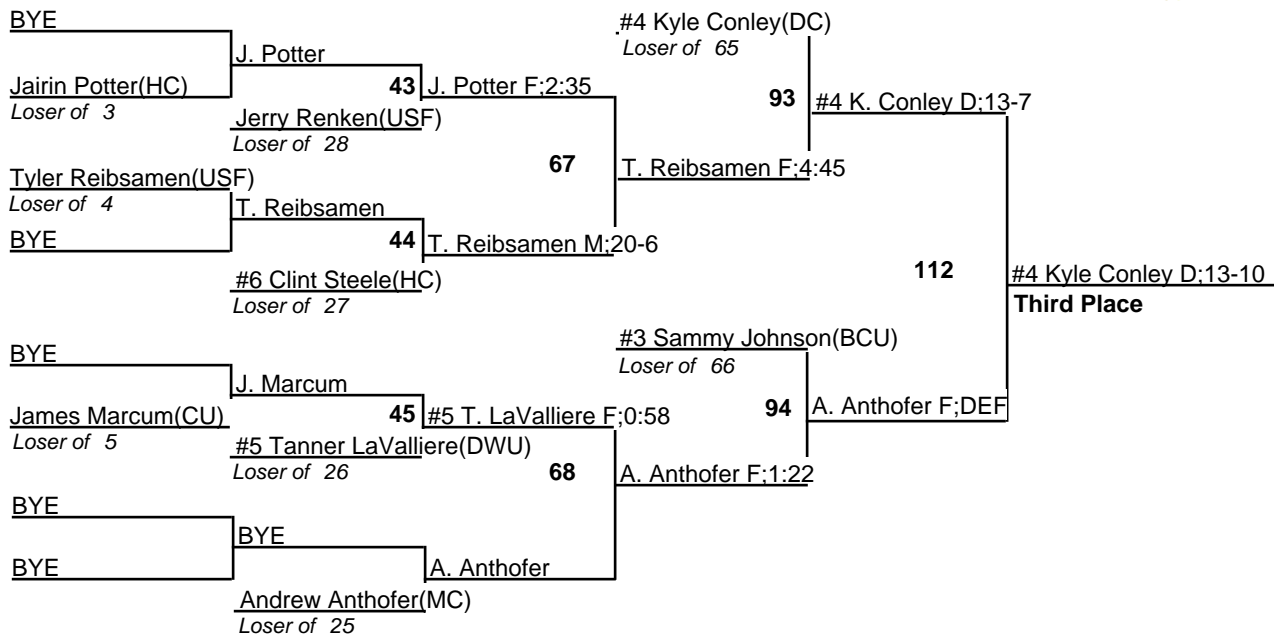 BYE
J. Potter
Jairin Potter(HC)
Loser of 3
43
J. Potter F;2:35
Jerry Renken(USF)
Loser of 28
Tyler Reibsamen(USF)
Loser of 4
T. Reibsamen
BYE
44
T. Reibsamen M;20-6
#6 Clint Steele(HC)
Loser of 27
67
T. Reibsamen F;4:45
#4 Kyle Conley(DC)
Loser of 65
93
#4 K. Conley D;13-7
BYE
J. Marcum
James Marcum(CU)
Loser of 5
45
#5 T. LaValliere F;0:58
#5 Tanner LaValliere(DWU)
Loser of 26
BYE
BYE
BYE
A. Anthofer
Andrew Anthofer(MC)
Loser of 25
68
A. Anthofer F;1:22
#3 Sammy Johnson(BCU)
Loser of 66
94
A. Anthofer F;DEF
112
#4 Kyle Conley D;13-10
Third Place